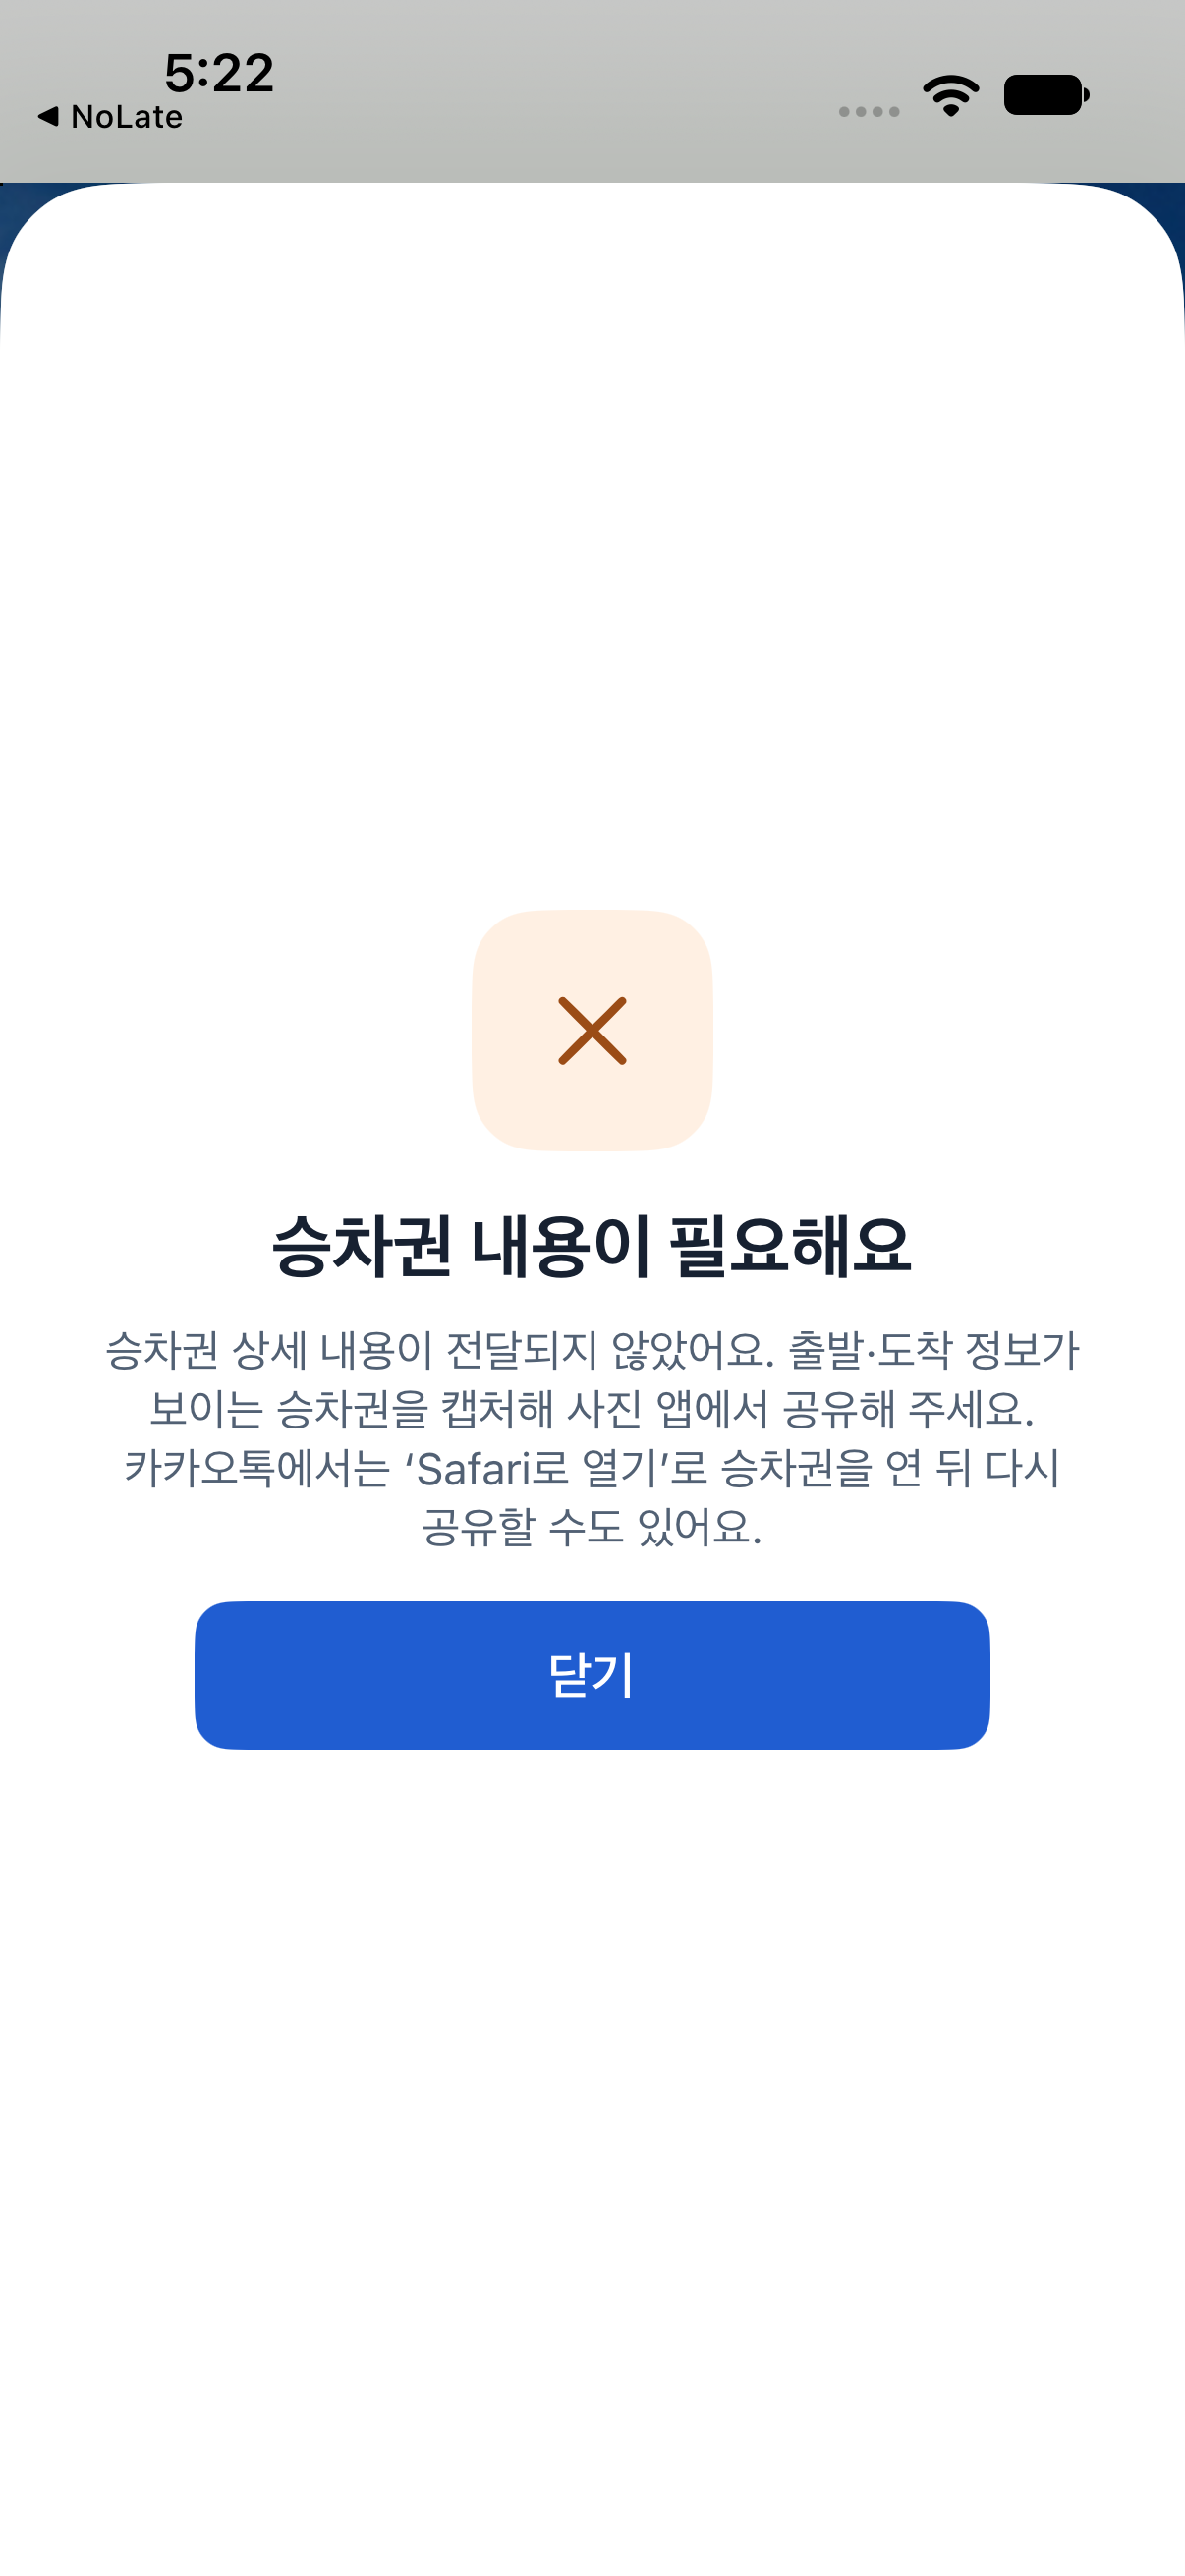 5:22
◀ NoLate
승차권 내용이 필요해요
승차권 상세 내용이 전달되지 않았어요. 출발·도착 정보가
보이는 승차권을 캡처해 사진 앱에서 공유해 주세요.
카카오톡에서는 ‘Safari로 열기’로 승차권을 연 뒤 다시
공유할 수도 있어요.
닫기